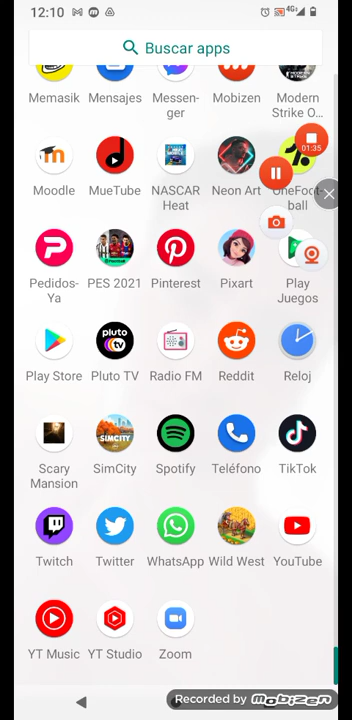 12:10
4G
Buscar apps
Memasik
Mensajes
Messen-
ger
Mobizen
Modern
Strike O...
01:35
Moodle
MueTube
NASCAR
Heat
Neon Art
OneFoot-
ball
Pedidos-
Ya
PES 2021
Pinterest
Pixart
Play
Juegos
Play Store
pluto
tv
Pluto TV
Radio FM
Reddit
Reloj
SIMCITY
Scary
Mansion
SimCity
Spotify
Teléfono
TikTok
Twitch
Twitter
WhatsApp
Wild West
YouTube
YT Music
YT Studio
Zoom
Recorded by mobizen